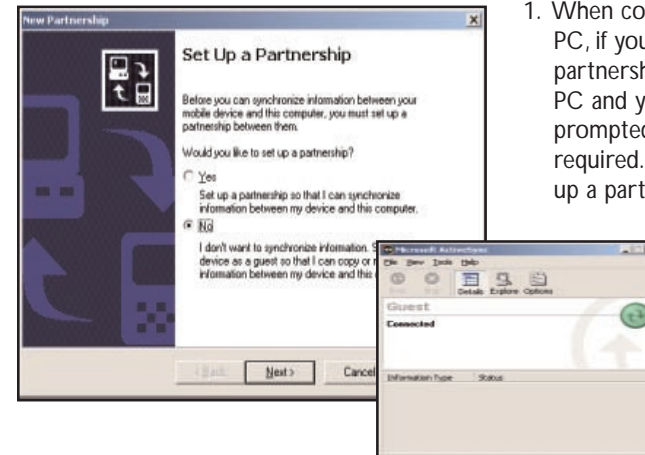 New Partnership
Set Up a Partnership
Before you can synchronize information between your
mobile device and this computer, you must set up a
partnership between them.
Would you like to set up a partnership?
Yes
Set up a partnership so that I can synchronize
information between my device and this computer.
No
I don't want to synchronize information. S
device as a guest so that I can copy or
information between my device and this
< Back
Next >
Cancel
1. When co
PC, if you
partnersh
PC and y
prompted
required.
up a part
Microsoft ActiveSync
File View Tools Help
Details Explore Options
Guest
Connected
Information Type Status